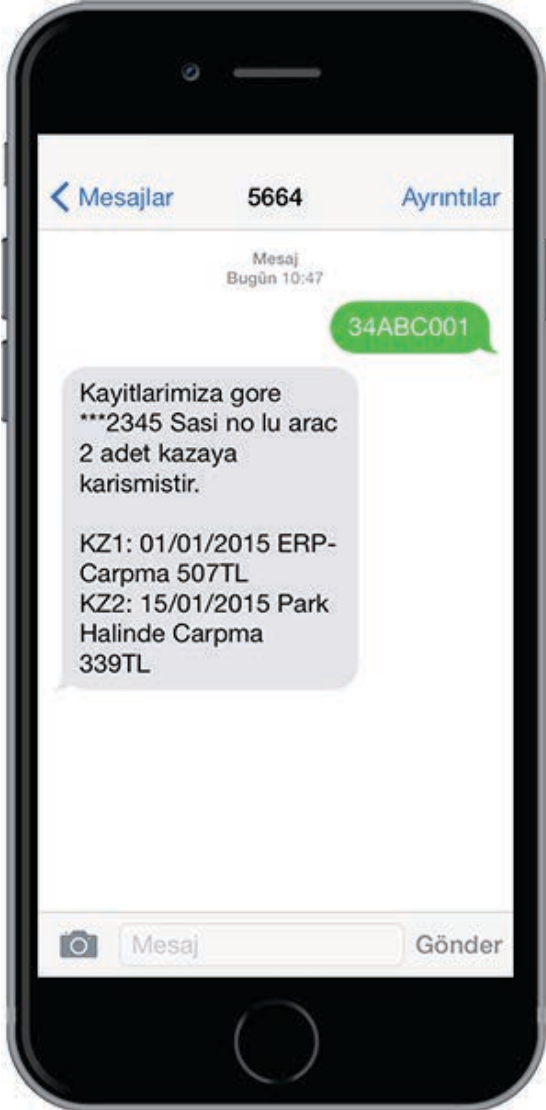 Mesajlar 5664 Ayrıntılar
Mesaj
Bugün 10:47
34ABC001
Kayitlarimiza gore
***2345 Sasi no lu arac
2 adet kazaya
karismistir.
KZ1: 01/01/2015 ERP-
Carpma 507TL
KZ2: 15/01/2015 Park
Halinde Carpma
339TL
Mesaj Gönder